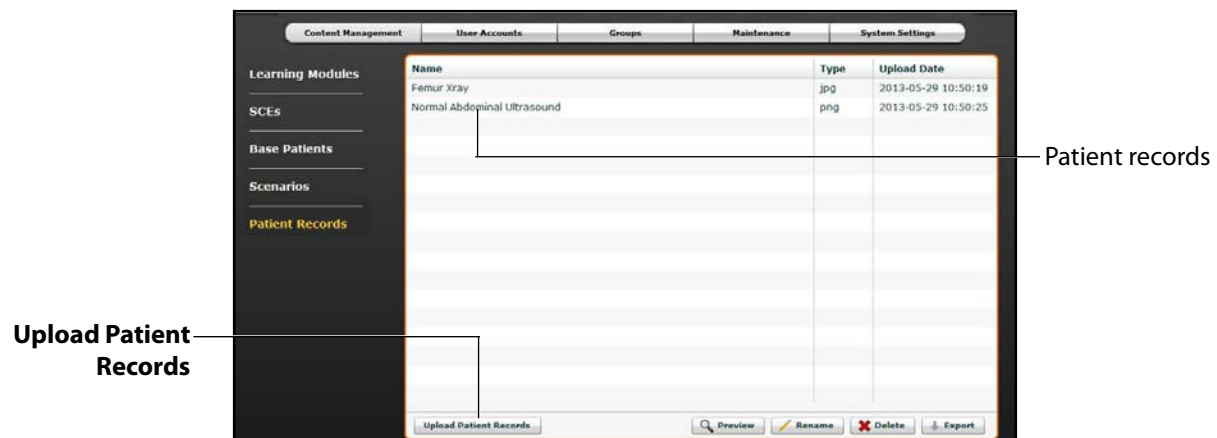 Content Management User Accounts Groups Maintenance System Settings
Learning Modules
SCEs
Base Patients
Scenarios
Patient Records
Name Type Upload Date
Femur Xray jpg 2013-05-29 10:50:19
Normal Abdominal Ultrasound png 2013-05-29 10:50:25
Patient records
Upload Patient
Records
Upload Patient Records Preview Rename Delete Export